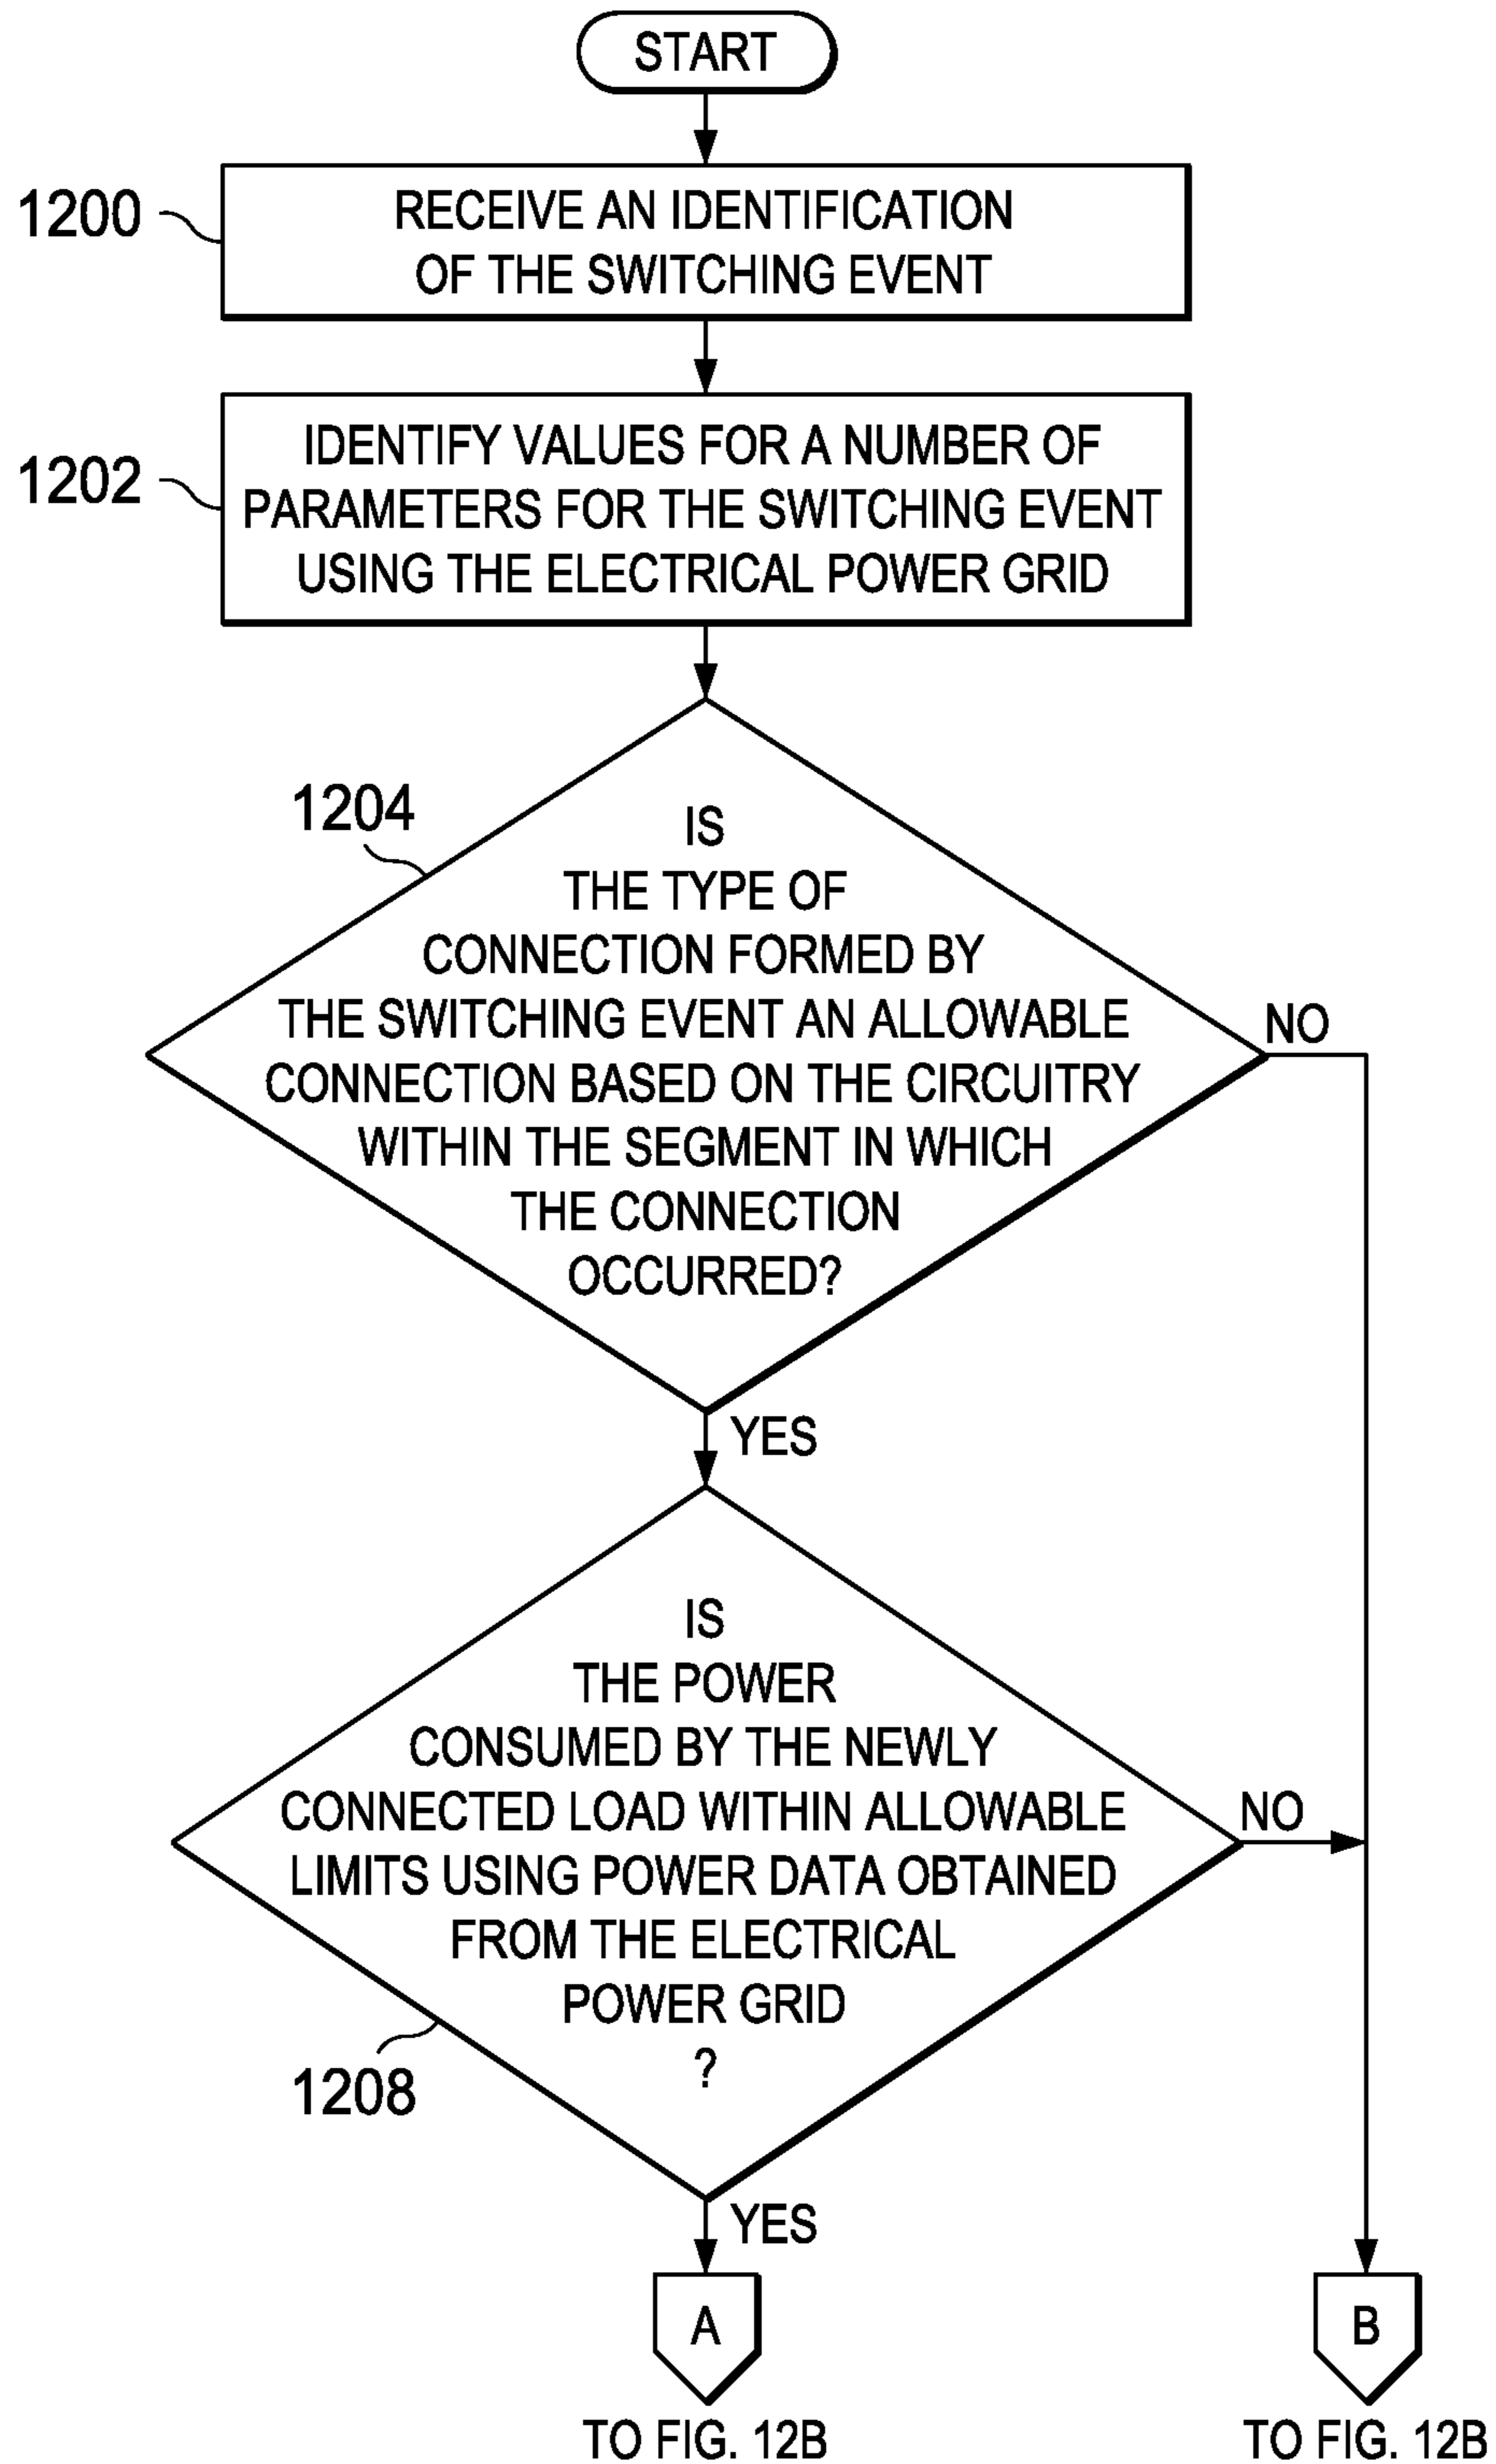 START
1200
RECEIVE AN IDENTIFICATION
OF THE SWITCHING EVENT
1202
IDENTIFY VALUES FOR A NUMBER OF
PARAMETERS FOR THE SWITCHING EVENT
USING THE ELECTRICAL POWER GRID
1204
IS
THE TYPE OF
CONNECTION FORMED BY
THE SWITCHING EVENT AN ALLOWABLE
CONNECTION BASED ON THE CIRCUITRY
WITHIN THE SEGMENT IN WHICH
THE CONNECTION
OCCURRED?
NO
YES
IS
THE POWER
CONSUMED BY THE NEWLY
CONNECTED LOAD WITHIN ALLOWABLE
LIMITS USING POWER DATA OBTAINED
FROM THE ELECTRICAL
POWER GRID
?
NO
1208
YES
A
B
TO FIG. 12B
TO FIG. 12B